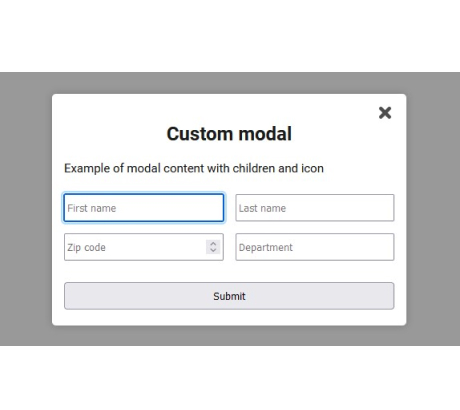 Custom modal
Example of modal content with children and icon
First name
Last name
Zip code
Department
Submit